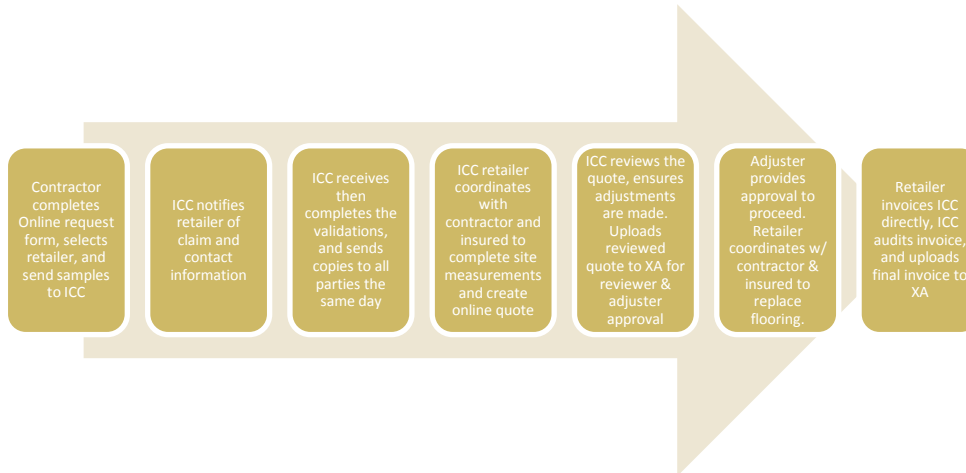 Contractor
completes
Online request
form, selects
retailer, and
send samples
to ICC
ICC notifies
retailer of
claim and
contact
information
ICC receives
then
completes the
validations,
and sends
copies to all
parties the
same day
ICC retailer
coordinates
with
contractor and
insured to
complete site
measurements
and create
online quote
ICC reviews the
quote, ensures
adjustments
are made.
Uploads
reviewed
quote to XA for
reviewer &
adjuster
approval
Adjuster
provides
approval to
proceed.
Retailer
coordinates w/
contractor &
insured to
replace
flooring.
Retailer
invoices ICC
directly, ICC
audits invoice,
and uploads
final invoice to
XA